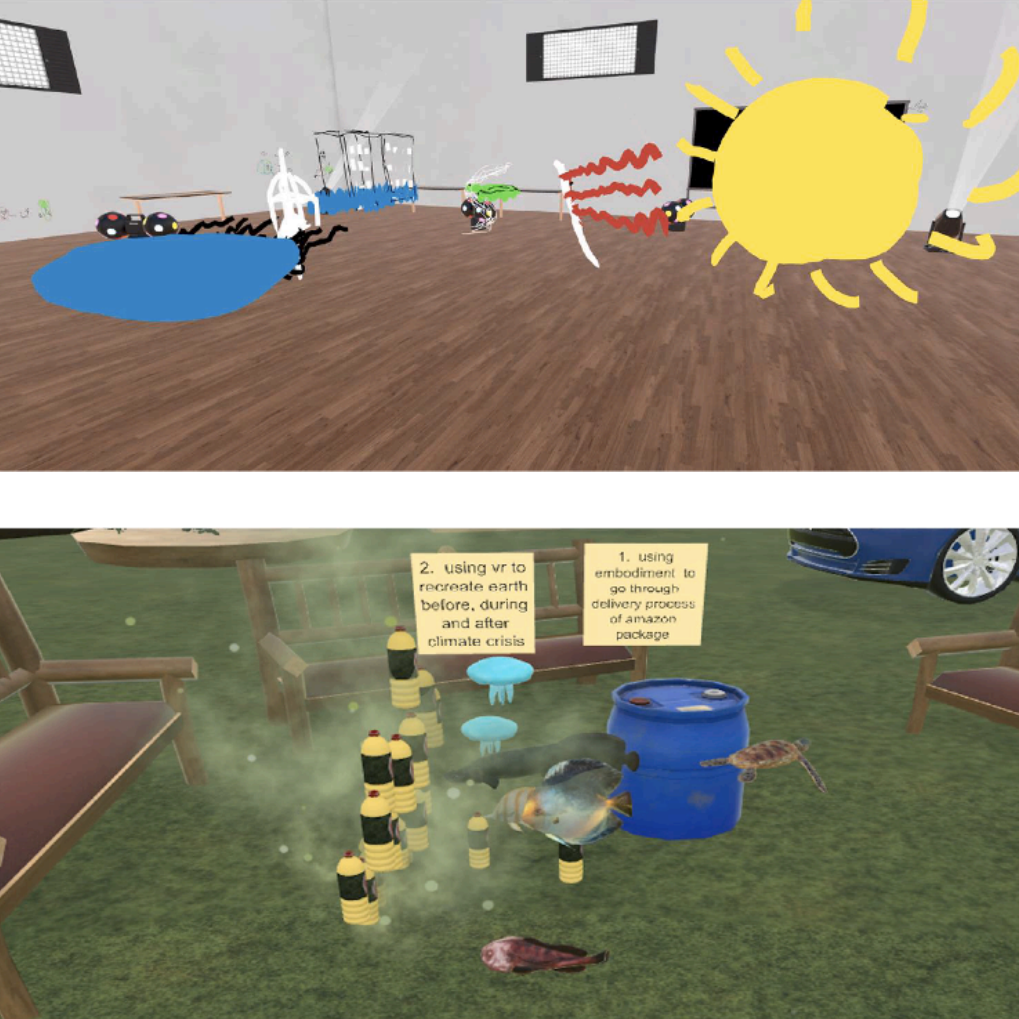 2. using vr to
recreate earth
before, during
and after
climate crisis
1. using
embodiment to
go through
delivery process
of amazon
package